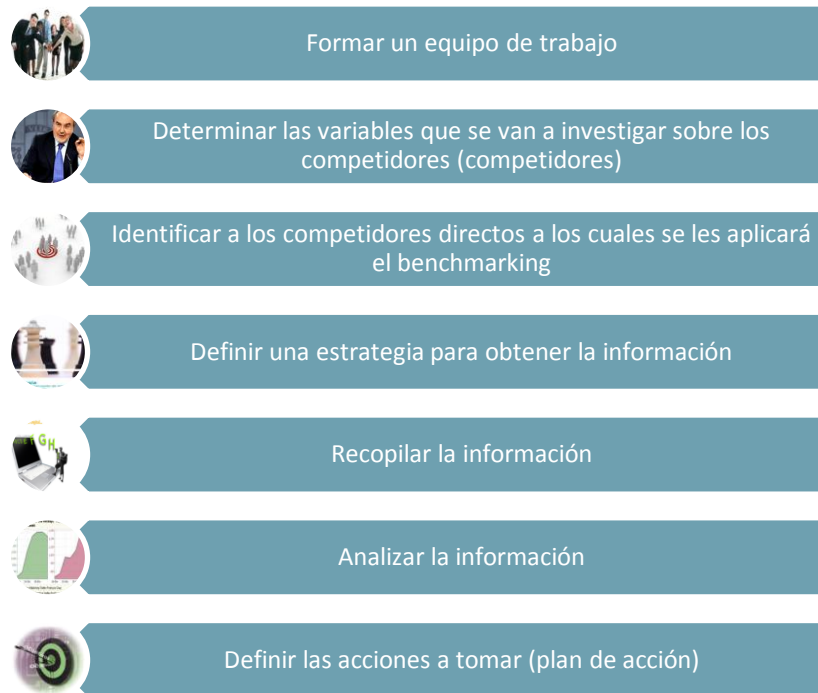 Formar un equipo de trabajo
Determinar las variables que se van a investigar sobre los
competidores (competidores)
Identificar a los competidores directos a los cuales se les aplicará
el benchmarking
Definir una estrategia para obtener la información
Recopilar la información
Analizar la información
Definir las acciones a tomar (plan de acción)